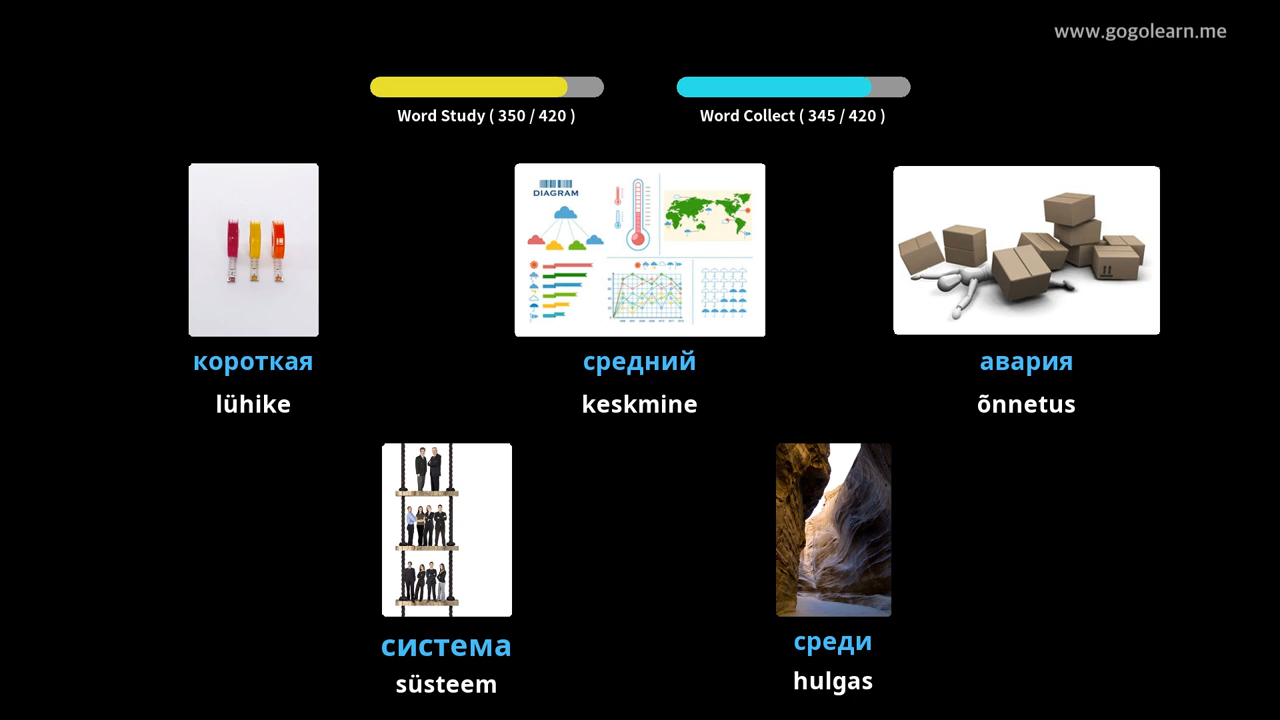 www.gogolearn.me
Word Study ( 350 / 420 )
Word Collect ( 345 / 420 )
DIAGRAM
короткая
средний
авария
lühike
keskmine
õnnetus
система
среди
süsteem
hulgas